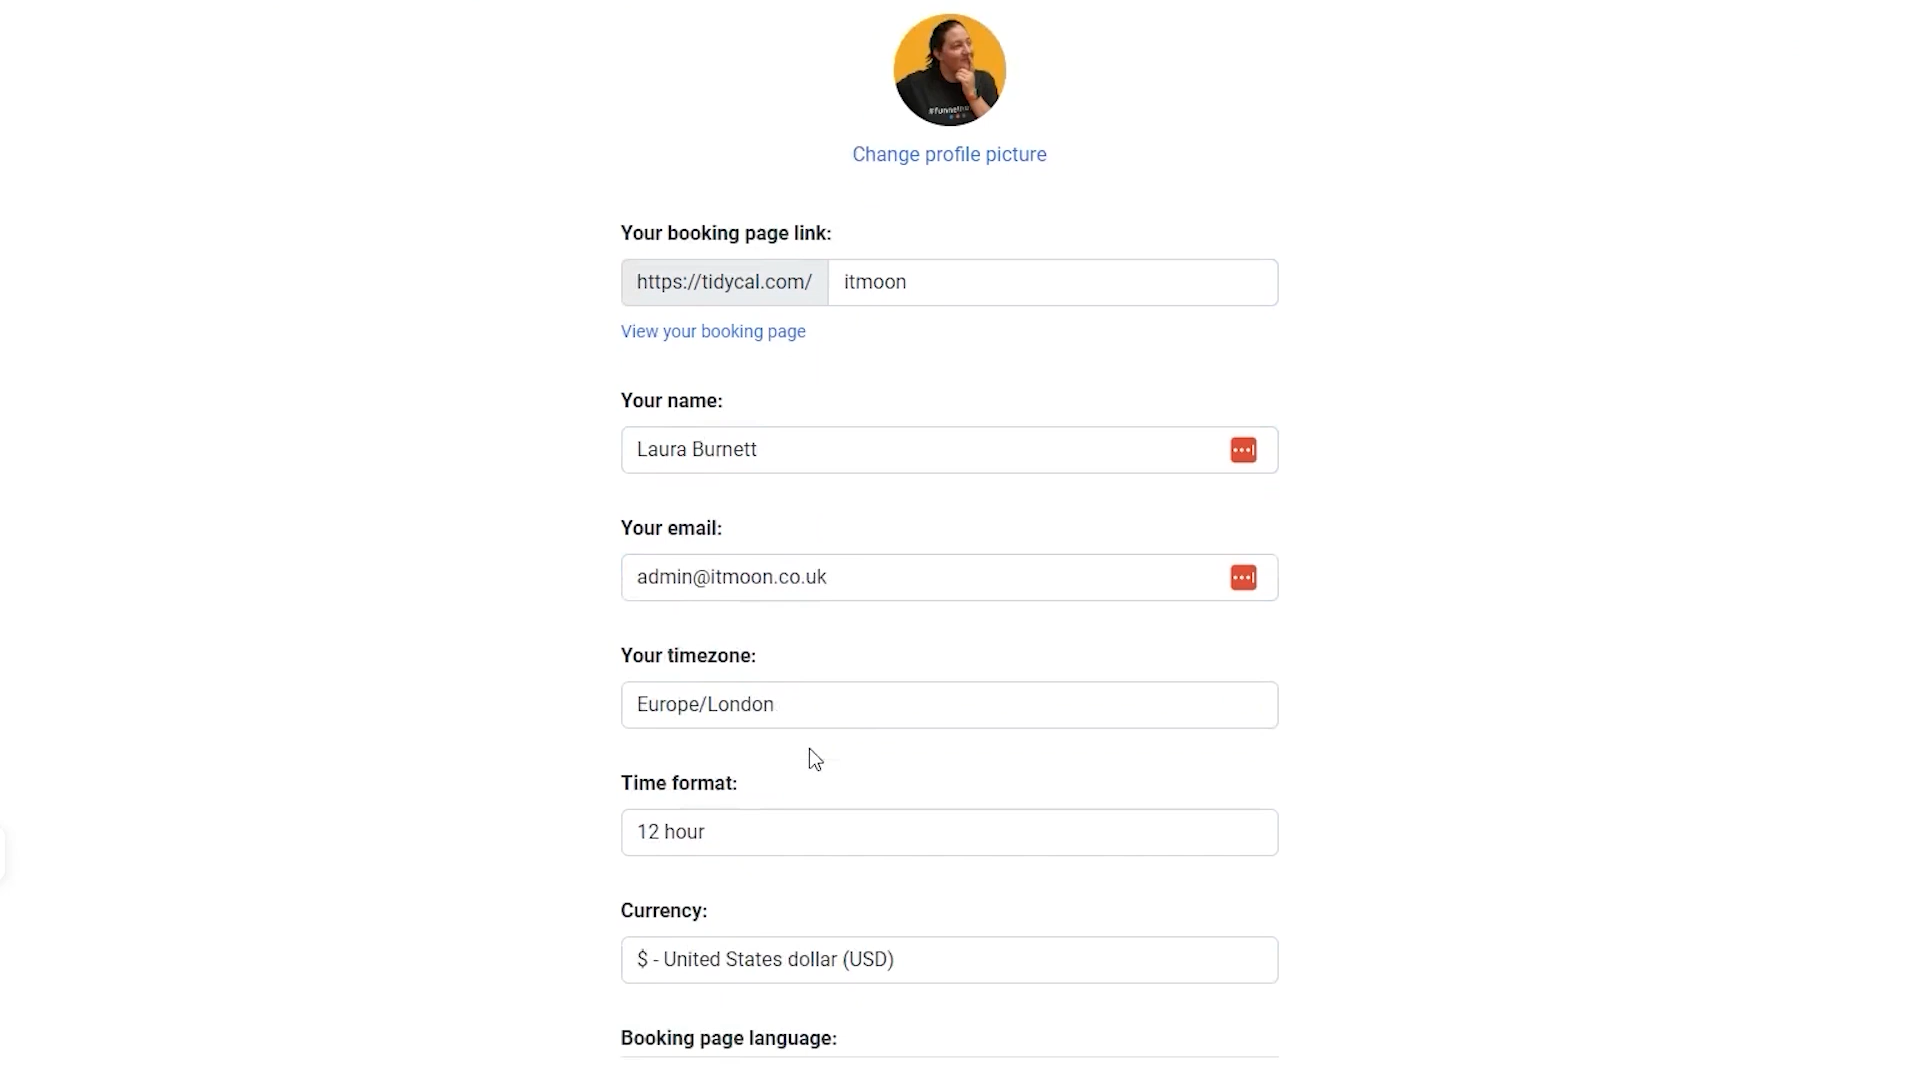 Change profile picture
Your booking page link:
https://tidycal.com/ itmoon
View your booking page
Your name:
Laura Burnett
Your email:
admin@itmoon.co.uk
Your timezone:
Europe/London
Time format:
12 hour
Currency:
$ - United States dollar (USD)
Booking page language: